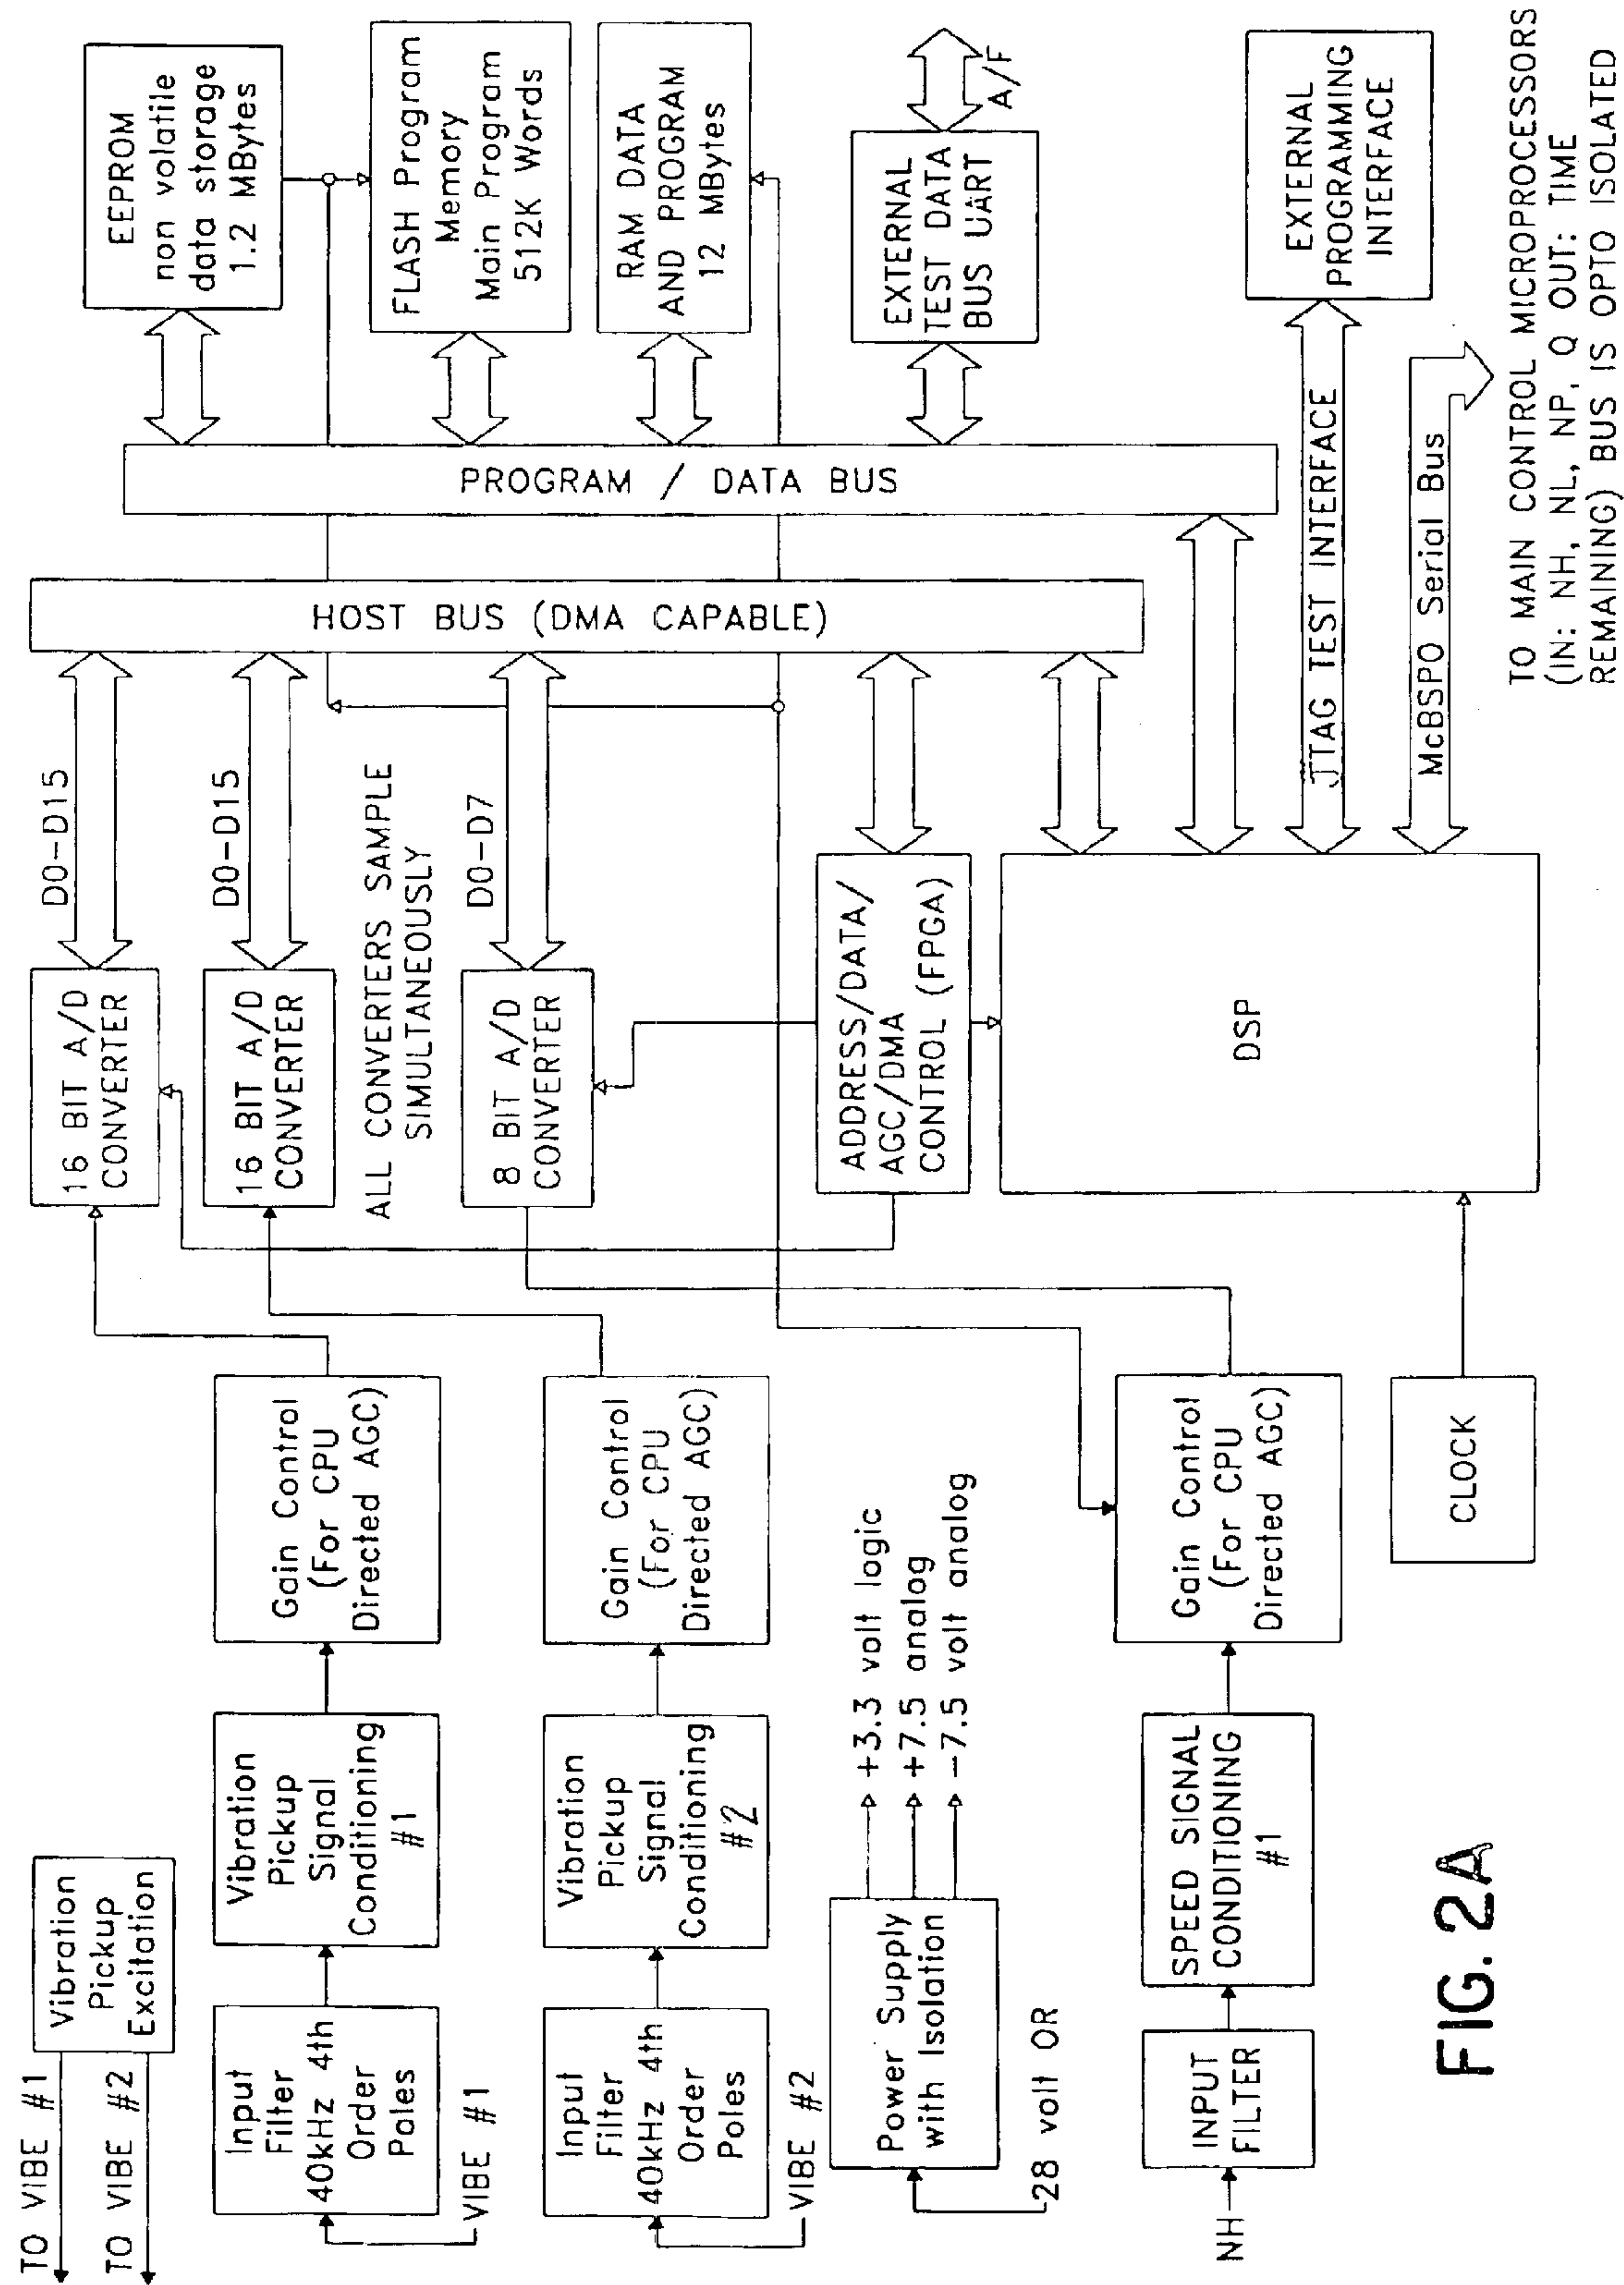 TO VIBE #1
TO VIBE #2
Vibration
Pickup
Excitation
Input
Filter
40kHz 4th
Order
Poles
VIBE #1
Vibration
Pickup
Signal
Conditioning
#1
Gain Control
(For CPU
Directed AGC)
16 BIT A/D
CONVERTER
D0-D15
Input
Filter
40kHz 4th
Order
Poles
VIBE #2
Vibration
Pickup
Signal
Conditioning
#2
Gain Control
(For CPU
Directed AGC)
16 BIT A/D
CONVERTER
D0-D15
ALL CONVERTERS SAMPLE
SIMULTANEOUSLY
8 BIT A/D
CONVERTER
D0-D7
Power Supply
with Isolation
28 volt OR
+3.3 volt logic
+7.5 analog
-7.5 volt analog
NH
INPUT
FILTER
SPEED SIGNAL
CONDITIONING
#1
Gain Control
(For CPU
Directed AGC)
CLOCK
ADDRESS/DATA/
AGC/DMA
CONTROL (FPGA)
DSP
HOST BUS (DMA CAPABLE)
PROGRAM / DATA BUS
EEPROM
non volatile
data storage
1.2 MBytes
FLASH Program
Memory
Main Program
512K Words
RAM DATA
AND PROGRAM
12 MBytes
EXTERNAL
TEST DATA
BUS UART
A/F
JTAG TEST INTERFACE
EXTERNAL
PROGRAMMING
INTERFACE
McBSPO Serial Bus
TO MAIN CONTROL MICROPROCESSORS
(IN: NH, NL, NP, Q OUT: TIME
REMAINING) BUS IS OPTO ISOLATED
FIG. 2A